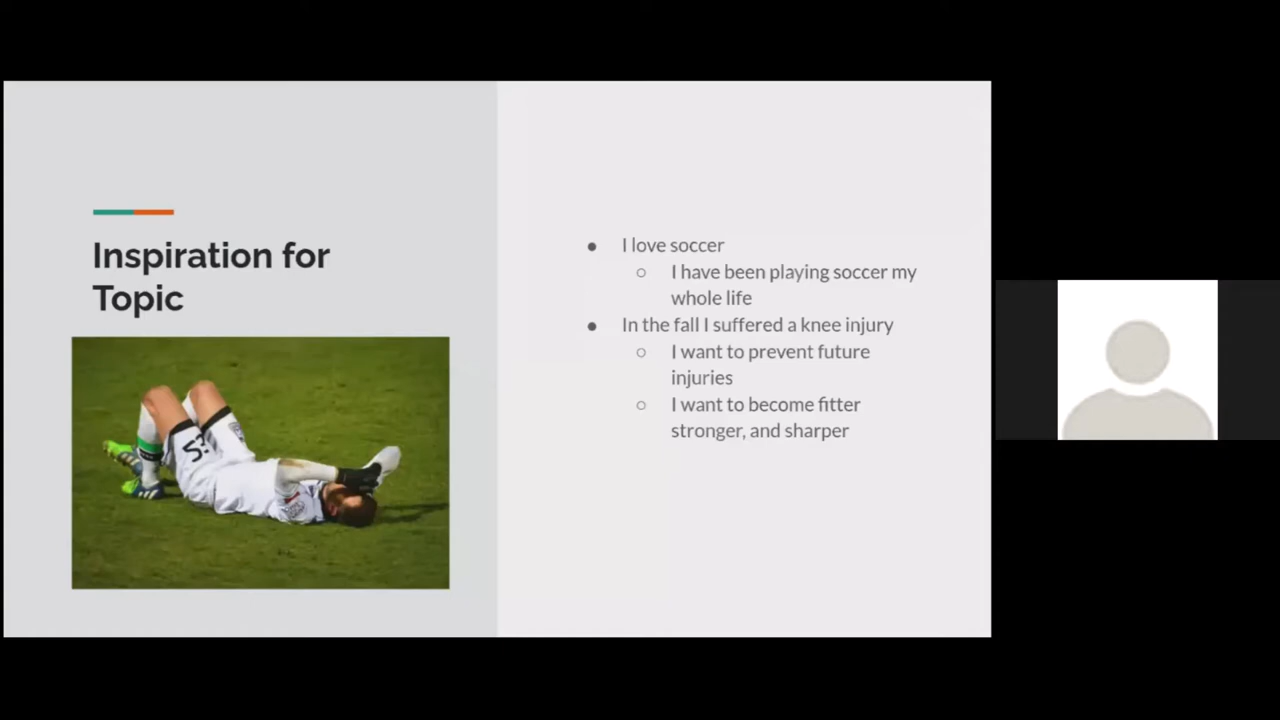 Inspiration for
Topic
● I love soccer
○ I have been playing soccer my
whole life
● In the fall I suffered a knee injury
○ I want to prevent future
injuries
○ I want to become fitter
stronger, and sharper
53